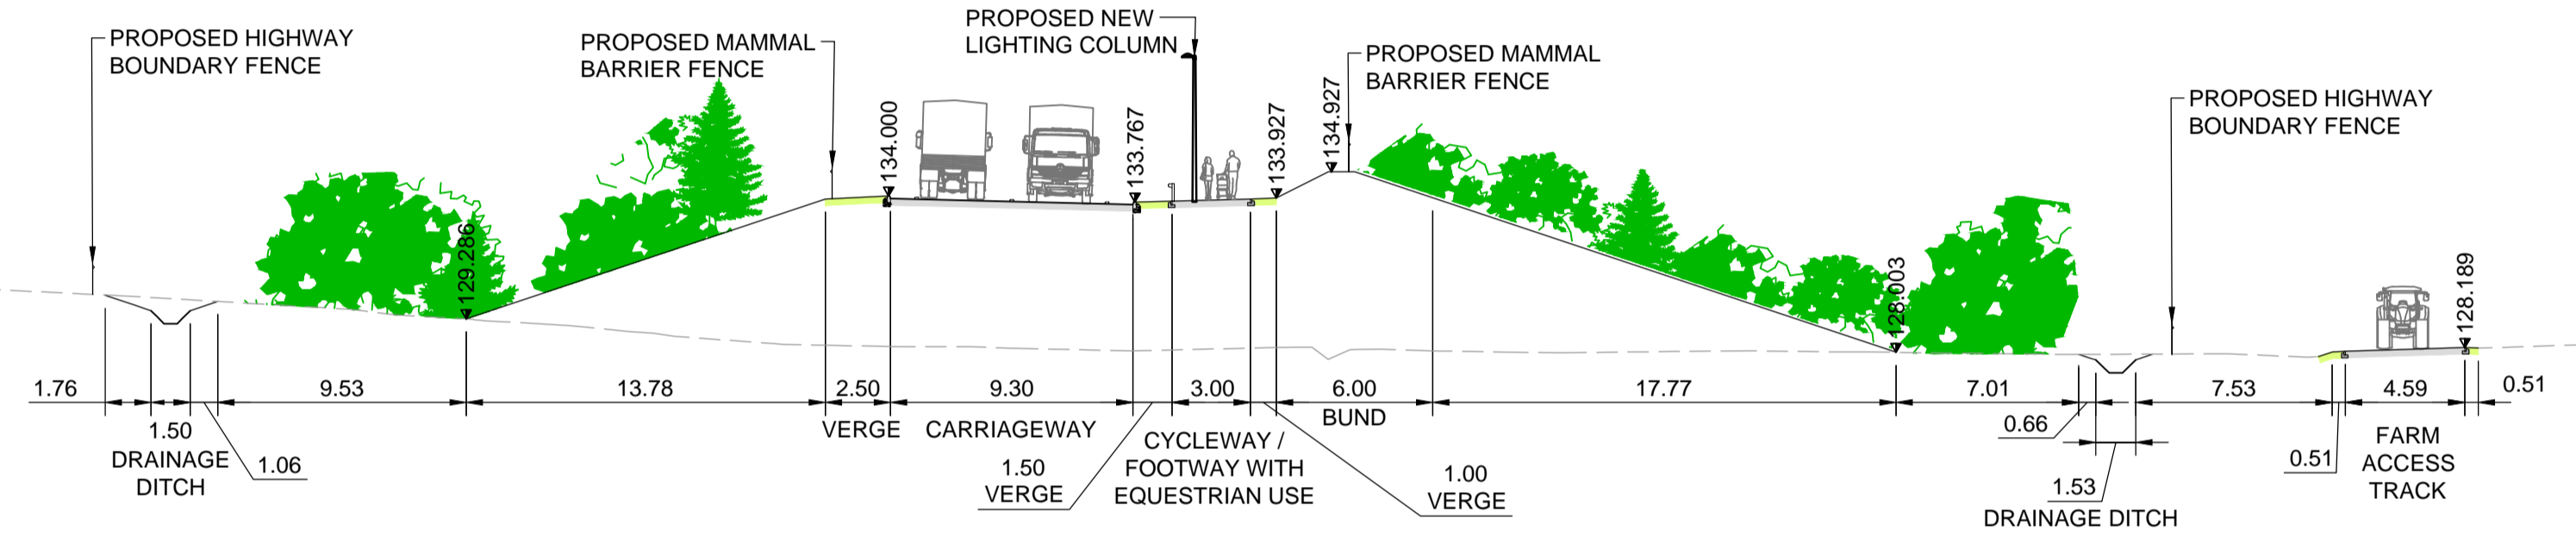 PROPOSED HIGHWAY
BOUNDARY FENCE
PROPOSED MAMMAL
BARRIER FENCE
PROPOSED NEW
LIGHTING COLUMN
PROPOSED MAMMAL
BARRIER FENCE
PROPOSED HIGHWAY
BOUNDARY FENCE
129.286
134.000
133.767
133.927
134.927
128.003
128.189
1.76
9.53
13.78
2.50
9.30
3.00
6.00
17.77
7.01
7.53
4.59
0.51
1.50
DRAINAGE
DITCH
1.06
VERGE
CARRIAGEWAY
1.50
VERGE
CYCLEWAY /
FOOTWAY WITH
EQUESTRIAN USE
BUND
1.00
VERGE
0.66
1.53
DRAINAGE DITCH
0.51
FARM
ACCESS
TRACK